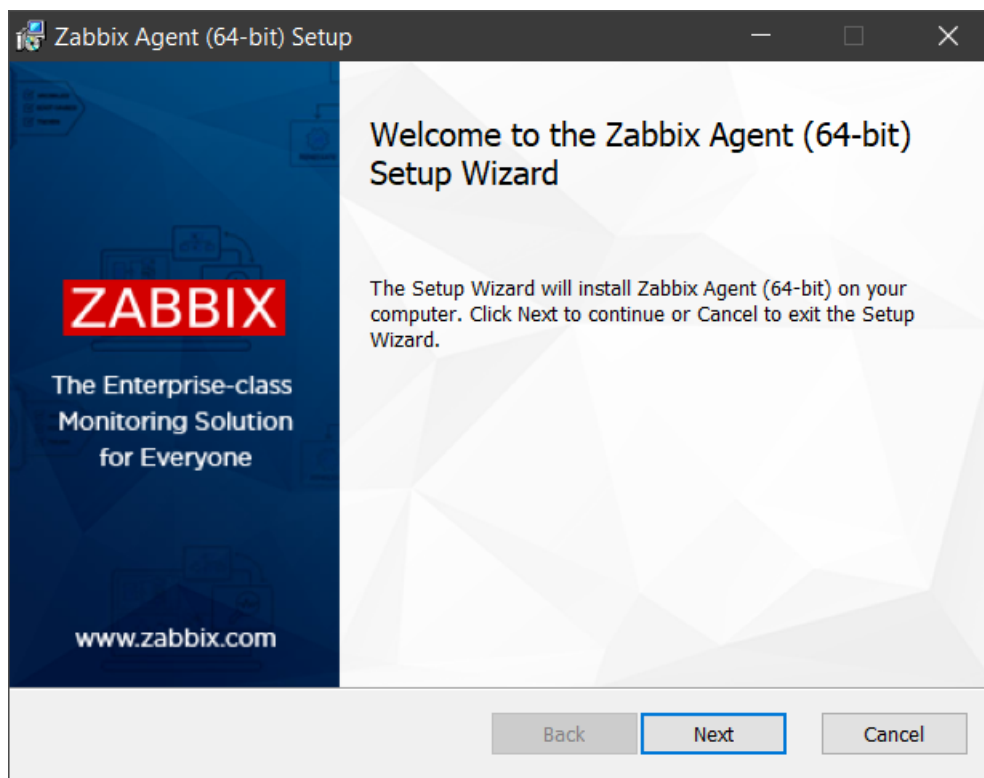 Zabbix Agent (64-bit) Setup
Welcome to the Zabbix Agent (64-bit)
Setup Wizard
The Setup Wizard will install Zabbix Agent (64-bit) on your
computer. Click Next to continue or Cancel to exit the Setup
Wizard.
ZABBIX
The Enterprise-class
Monitoring Solution
for Everyone
www.zabbix.com
Back
Next
Cancel